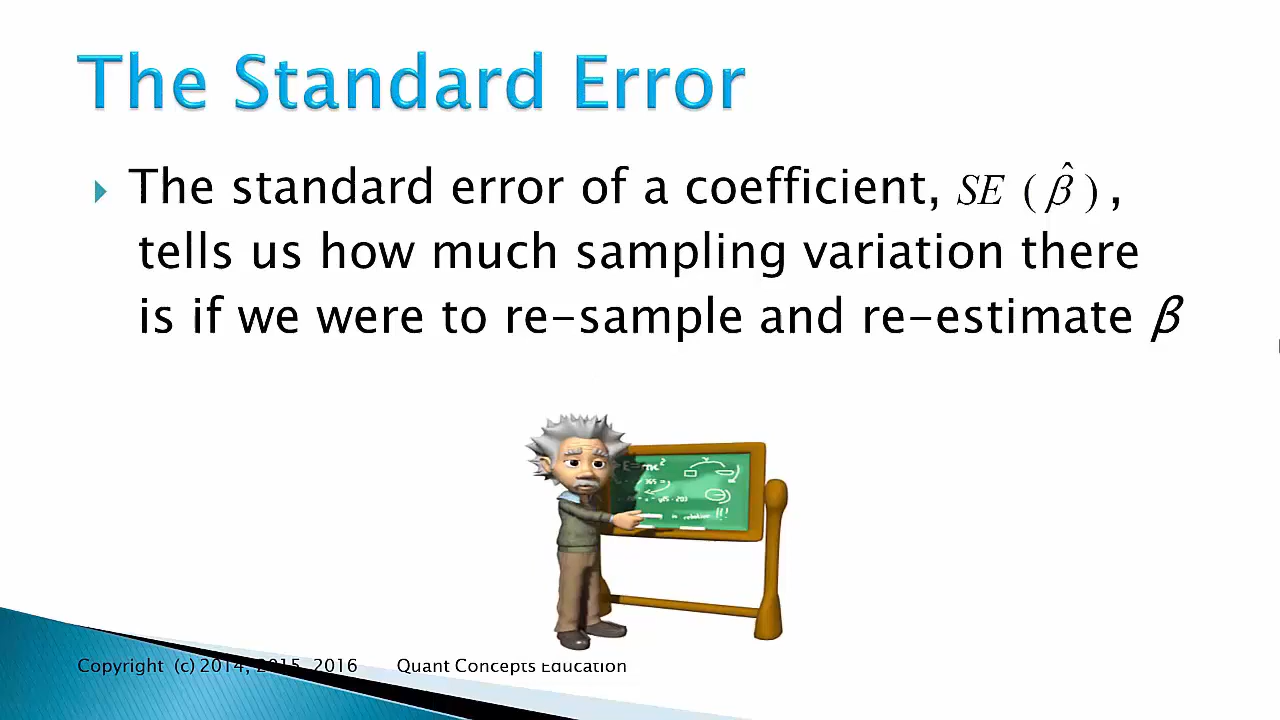 The Standard Error
The standard error of a coefficient, SE (β̂),
tells us how much sampling variation there
is if we were to re-sample and re-estimate β
E=mc²
Copyright (c) 2014, 2015, 2016 Quant Concepts Education